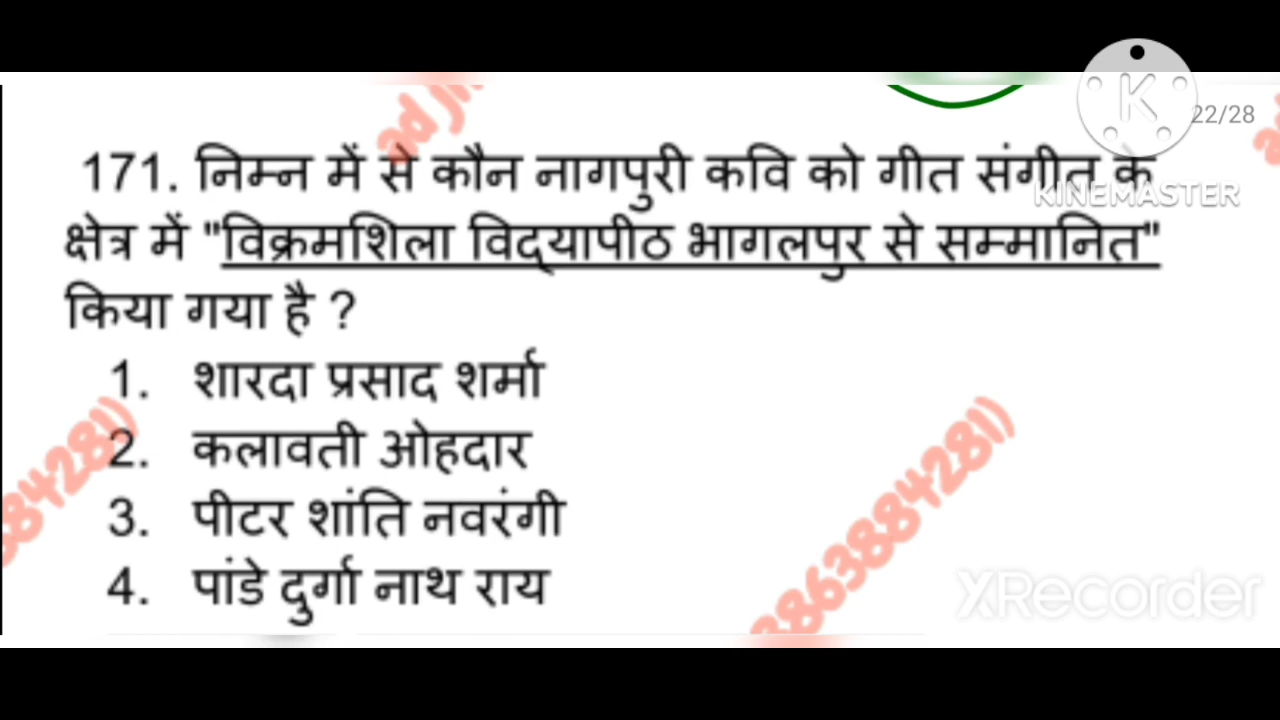 22/28
171. निम्न में से कौन नागपुरी कवि को गीत संगीत के
KINEMASTER
क्षेत्र में "विक्रमशिला विद्यापीठ भागलपुर से सम्मानित"
किया गया है ?
1. शारदा प्रसाद शर्मा
2. कलावती ओहदार
3. पीटर शांति नवरंगी
4. पांडे दुर्गा नाथ राय
XRecorder